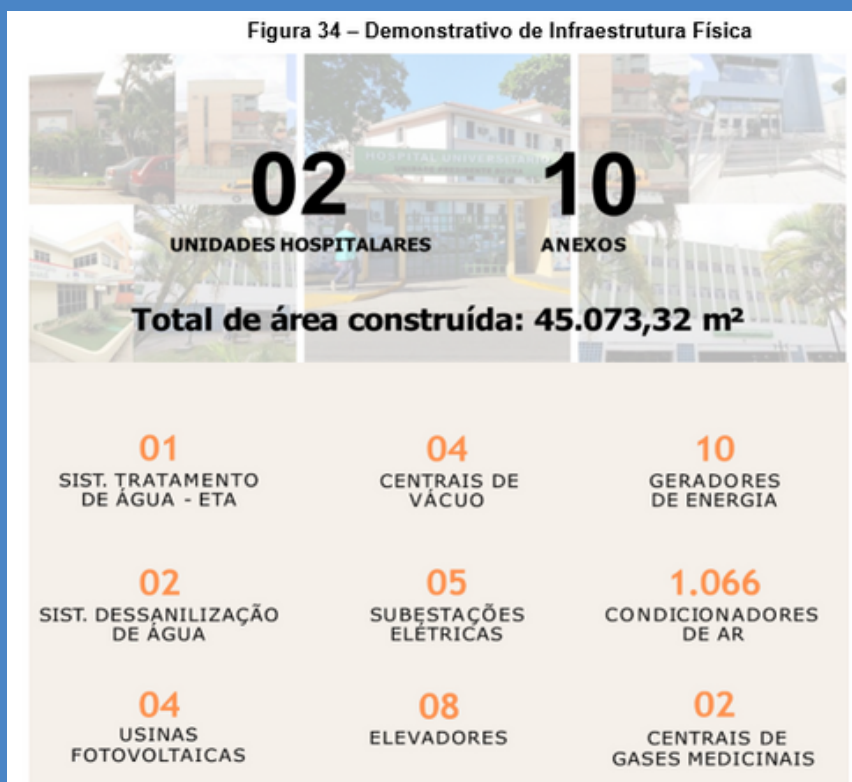 Figura 34 – Demonstrativo de Infraestrutura Física
HOSPITAL UNIVERSITÁRIO
02
10
UNIDADES HOSPITALARES
ANEXOS
Total de área construída: 45.073,32 m²
01
SIST. TRATAMENTO
DE ÁGUA - ETA
04
CENTRAIS DE
VÁCUO
10
GERADORES
DE ENERGIA
02
SIST. DESSANILIZAÇÃO
DE ÁGUA
05
SUBESTAÇÕES
ELÉTRICAS
1.066
CONDICIONADORES
DE AR
04
USINAS
FOTOVOLTAICAS
08
ELEVADORES
02
CENTRAIS DE
GASES MEDICINAIS